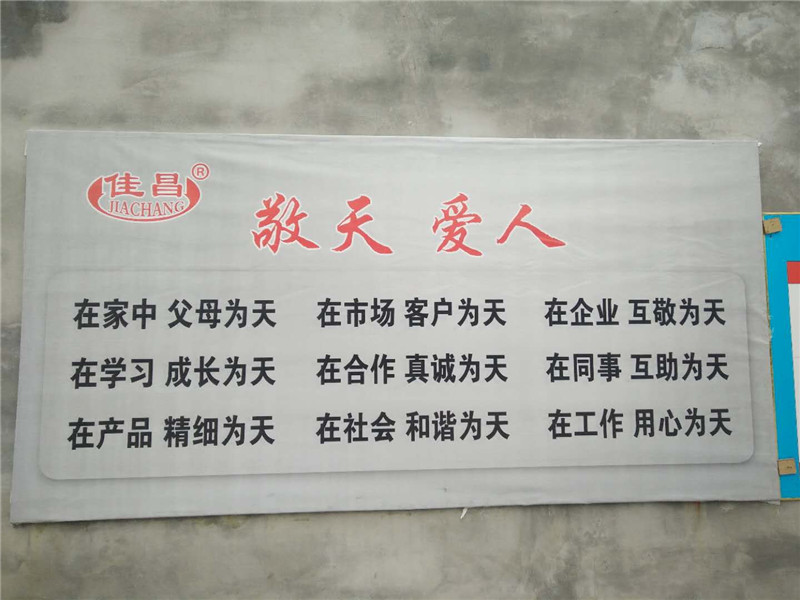 佳昌®
JIACHANG
敬天 爱人
在家中 父母为天 在市场 客户为天 在企业 互敬为天
在学习 成长为天 在合作 真诚为天 在同事 互助为天
在产品 精细为天 在社会 和谐为天 在工作 用心为天